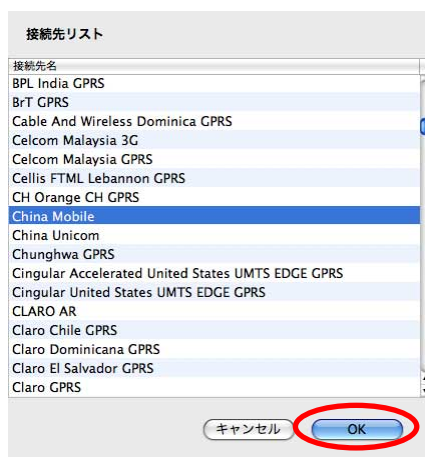 接続先リスト
接続先名
BPL India GPRS
BrT GPRS
Cable And Wireless Dominica GPRS
Celcom Malaysia 3G
Celcom Malaysia GPRS
Cellis FTML Lebannon GPRS
CH Orange CH GPRS
China Mobile
China Unicom
Chunghwa GPRS
Cingular Accelerated United States UMTS EDGE GPRS
Cingular United States UMTS EDGE GPRS
CLARO AR
Claro Chile GPRS
Claro Dominicana GPRS
Claro El Salvador GPRS
Claro GPRS
キャンセル OK